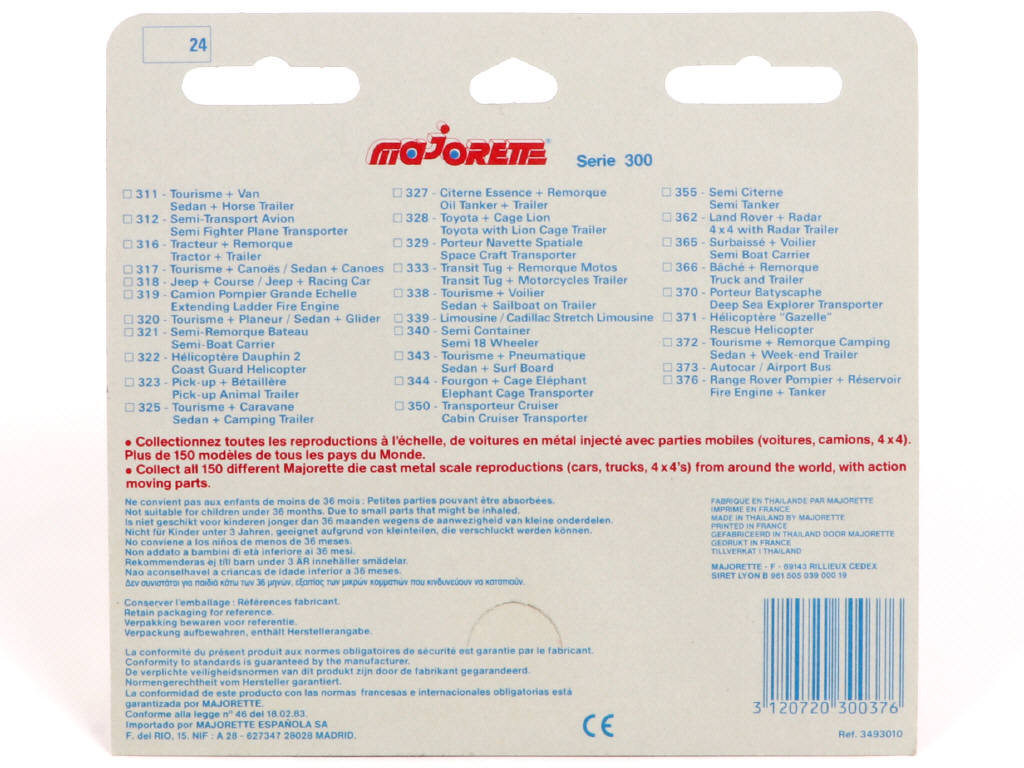 24
MAJORETTE® Serie 300
311 - Tourisme + Van
Sedan + Horse Trailer
312 - Semi-Transport Avion
Semi Fighter Plane Transporter
316 - Tracteur + Remorque
Tractor + Trailer
317 - Tourisme + Canoës / Sedan + Canoes
318 - Jeep + Course / Jeep + Racing Car
319 - Camion Pompier Grande Echelle
Extending Ladder Fire Engine
320 - Tourisme + Planeur / Sedan + Glider
321 - Semi-Remorque Bateau
Semi-Boat Carrier
322 - Hélicoptère Dauphin 2
Coast Guard Helicopter
323 - Pick-up + Bétaillère
Pick-up Animal Trailer
325 - Tourisme + Caravane
Sedan + Camping Trailer
327 - Citerne Essence + Remorque
Oil Tanker + Trailer
328 - Toyota + Cage Lion
Toyota with Lion Cage Trailer
329 - Porteur Navette Spatiale
Space Craft Transporter
333 - Transit Tug + Remorque Motos
Transit Tug + Motorcycles Trailer
338 - Tourisme + Voilier
Sedan + Sailboat on Trailer
339 - Limousine / Cadillac Stretch Limousine
340 - Semi Container
Semi 18 Wheeler
343 - Tourisme + Pneumatique
Sedan + Surf Board
344 - Fourgon + Cage Eléphant
Elephant Cage Transporter
350 - Transporteur Cruiser
Cabin Cruiser Transporter
355 - Semi Citerne
Semi Tanker
362 - Land Rover + Radar
4x4 with Radar Trailer
365 - Surbaissé + Voilier
Semi Boat Carrier
366 - Bâché + Remorque
Truck and Trailer
370 - Porteur Batyscaphe
Deep Sea Explorer Transporter
371 - Hélicoptère "Gazelle"
Rescue Helicopter
372 - Tourisme + Remorque Camping
Sedan + Week-end Trailer
373 - Autocar / Airport Bus
376 - Range Rover Pompier + Réservoir
Fire Engine + Tanker
• Collectionnez toutes les reproductions à l'échelle, de voitures en métal injecté avec parties mobiles (voitures, camions, 4x4).
Plus de 150 modèles de tous les pays du Monde.
• Collect all 150 different Majorette die cast metal scale reproductions (cars, trucks, 4x4's) from around the world, with action
moving parts.
Ne convient pas aux enfants de moins de 36 mois : Petites parties pouvant être absorbées.
Not suitable for children under 36 months. Due to small parts that might be inhaled.
Is niet geschikt voor kinderen jonger dan 36 maanden wegens de aanwezigheid van kleine onderdelen.
Nicht für Kinder unter 3 Jahren, geeignet aufgrund von kleinteilen, die verschluckt werden können.
No conviene a los niños de menos de 36 meses.
Non addato a bambini di età inferiore ai 36 mesi.
Rekommenderas ej till barn under 3 ÄR innehåller smådelar.
Nao aconselhavel a criancas de idade inferior a 36 meses.
Δεν συνιστάται για παιδιά κάτω των 36 μηνών, εξαιτίας των μικρών κομματιών που κινδυνεύουν να καταπιούν.
FABRIQUE EN THAILANDE PAR MAJORETTE
IMPRIME EN FRANCE
MADE IN THAILAND BY MAJORETTE
PRINTED IN FRANCE
GEFABRICEERD IN THAILAND DOOR MAJORETTE
GEDRUKT IN FRANCE
TILLVERKAT I THAILAND
MAJORETTE - F - 69143 RILLIEUX CEDEX
SIRET LYON B 961 505 039 000 19
Conserver l'emballage : Références fabricant.
Retain packaging for reference.
Verpakking bewaren voor referentie.
Verpackung aufbewahren, enthält Herstellerangabe.
La conformité du présent produit aux normes obligatoires de sécurité est garantie par le fabricant.
Conformity to standards is guaranteed by the manufacturer.
De verplichte veiligheidsnormen van dit produkt zijn door de fabrikant gegarandeerd.
Normengerechtheit vom Hersteller garantiert.
La conformidad de este producto con las normas francesas e internacionales obligatorias está
garantizada por MAJORETTE.
Conforme alla legge n° 46 del 18.02.83.
Importado por MAJORETTE ESPAÑOLA SA
F. del RIO, 15. NIF : A 28 - 627347 28028 MADRID.
CE
3 120720 300376
Ref. 3493010